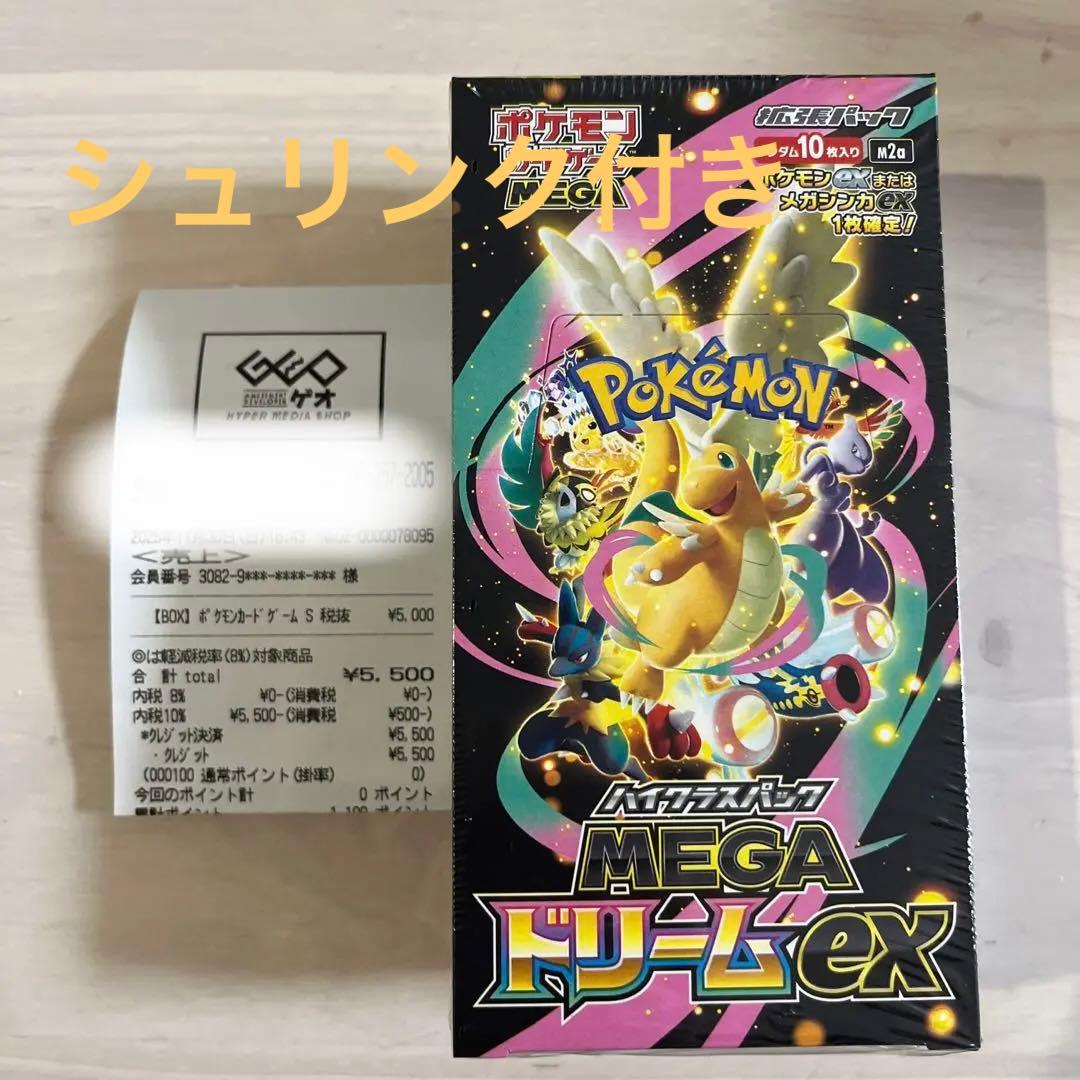 シュリンク付き
ポケモン
MEGA
拡張パック
ダム10枚入り
M2a
ポケモンexまたは
メガシンカex
1枚確定!
POKéMON
ハイクラスパック
MEGA
ドリームex
GEO
AMUSEMENT
DEVELOPER
ゲオ
HYPER MEDIA SHOP
-2005
0000078095
<売上>
会員番号 3082-9***-****-*** 様
【BOX】ポケモンカードゲーム S 税抜 ¥5,000
◎は軽減税率(8%)対象商品
合 計 total ¥5,500
内税 8% ¥0-(消費税 ¥0-)
内税10% ¥5,500-(消費税 ¥500-)
*クレジット決済 ¥5,500
・クレジット ¥5,500
(000100 通常ポイント(掛率) 0)
今回のポイント計 0 ポイント